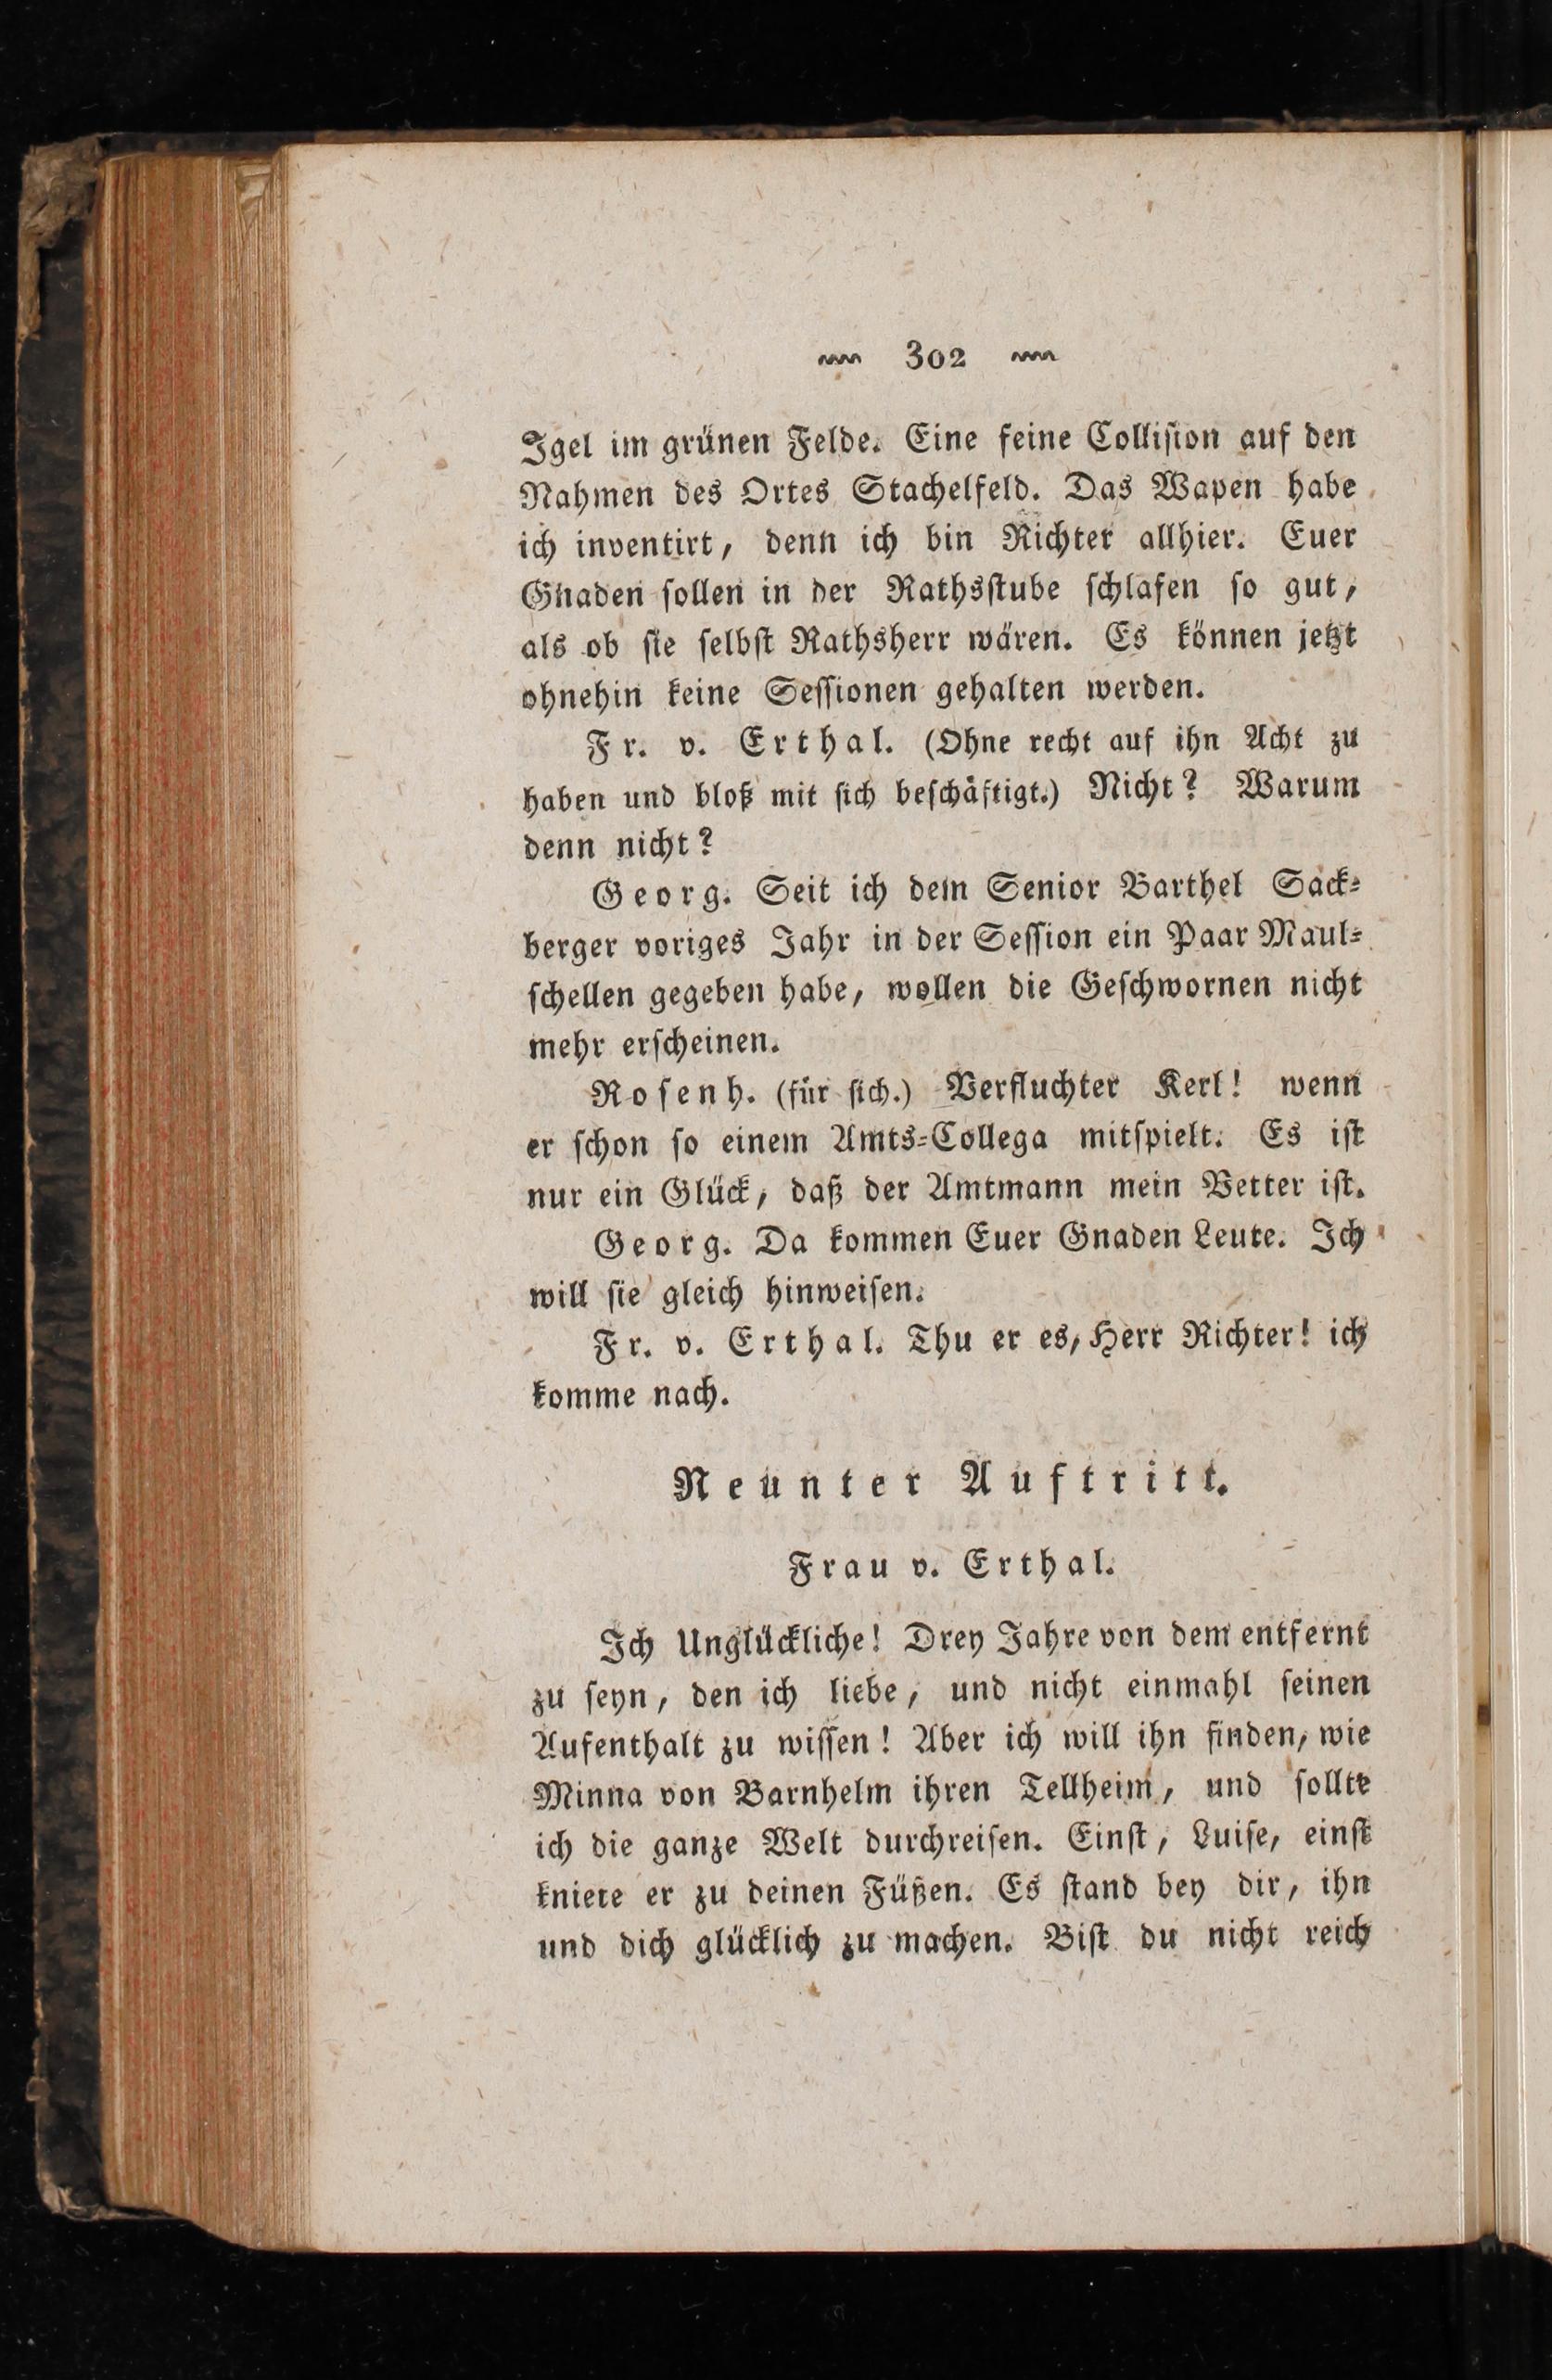 302
Igel im grünen Felde. Eine feine Colliſion auf den
Nahmen des Ortes Stachelfeld. Das Wapen habe
ich inventirt, denn ich bin Richter allhier. Euer
Gnaden ſollen in der Rathsſtube ſchlafen ſo gut,
als ob ſie ſelbſt Rathsherr wären. Es können jetzt
ohnehin keine Seſſionen gehalten werden.
Fr. v. Erthal. (Ohne recht auf ihn Acht zu
haben und bloß mit ſich beſchäftigt.) Nicht? Warum
denn nicht?
Georg. Seit ich dem Senior Barthel Sack⸗
berger voriges Jahr in der Seſſion ein Paar Maul⸗
ſchellen gegeben habe, wollen die Geſchwornen nicht
mehr erſcheinen.
Roſenh. (für ſich.) Verfluchter Kerl! wenn
er ſchon ſo einem Amts⸗Collega mitſpielt. Es iſt
nur ein Glück, daß der Amtmann mein Vetter iſt.
Georg. Da kommen Euer Gnaden Leute. Ich
will ſie gleich hinweiſen.
Fr. v. Erthal. Thu er es, Herr Richter! ich
komme nach.
Neunter Auftritt.
Frau v. Erthal.
Ich Unglückliche! Drey Jahre von dem entfernt
zu ſeyn, den ich liebe, und nicht einmahl ſeinen
Aufenthalt zu wiſſen! Aber ich will ihn finden, wie
Minna von Barnhelm ihren Tellheim, und ſollte
ich die ganze Welt durchreiſen. Einſt, Luiſe, einſt
kniete er zu deinen Füßen. Es ſtand bey dir, ihn
und dich glücklich zu machen. Biſt du nicht reich